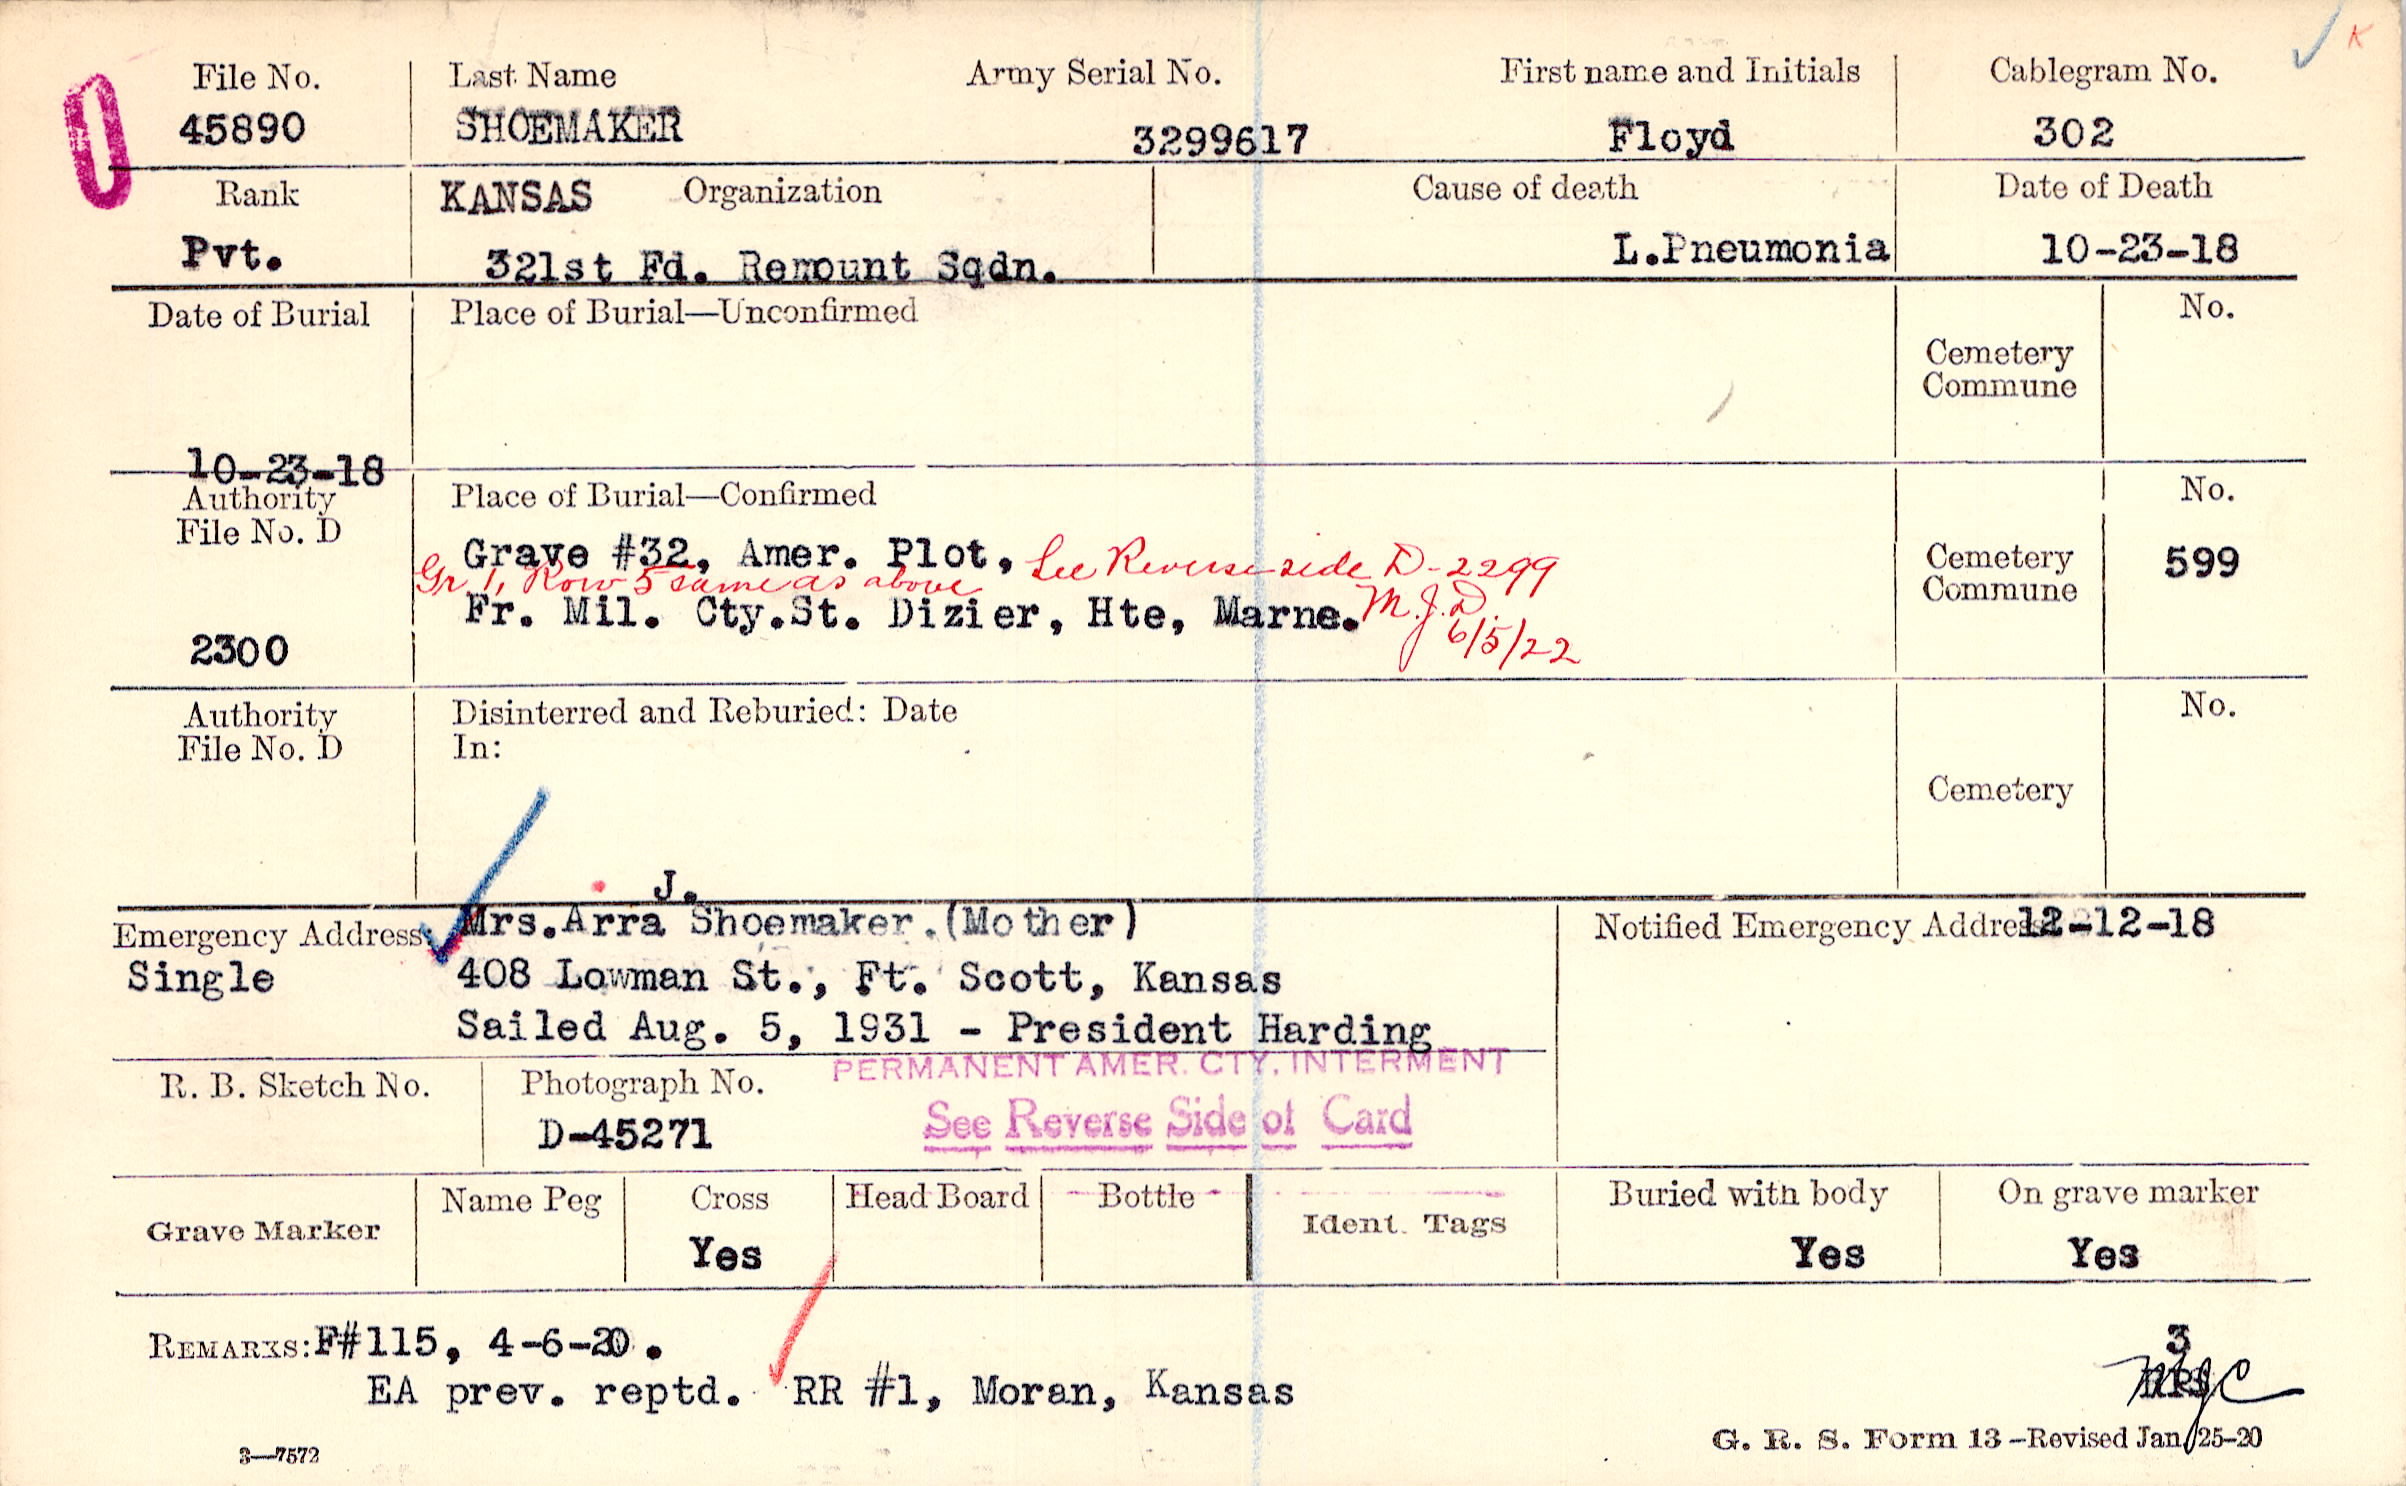 K
File No. Last Name Army Serial No. First name and Initials Cablegram No.
45890 SHOEMAKER 3299617 Floyd 302
Rank KANSAS Organization Cause of death Date of Death
Pvt. 321st Fd. Remount Sqdn. L.Pneumonia 10-23-18
Date of Burial Place of Burial—Unconfirmed No.
Cemetery
Commune
10-23-18
Authority Place of Burial—Confirmed No.
File No. D
Grave #32, Amer. Plot, See Reverse side D-2299 Cemetery 599
Gr 1, Row 5 same as above Commune
Fr. Mil. Cty.St. Dizier, Hte, Marne. M.J.D.
2300 6/5/22
Authority Disinterred and Reburied: Date No.
File No. D In:
Cemetery
J.
Emergency Address Mrs.Arra Shoemaker.(Mother) Notified Emergency Address 12-12-18
Single 408 Lowman St., Ft. Scott, Kansas
Sailed Aug. 5, 1931 - President Harding
PERMANENT AMER. CTY. INTERMENT
R. B. Sketch No. Photograph No.
D-45271 See Reverse Side of Card
Name Peg Cross Head Board Bottle Buried with body On grave marker
Grave Marker Ident. Tags
Yes Yes Yes
REMARKS: F#115, 4-6-20. 3
EA prev. reptd. RR #1, Moran, Kansas
G. R. S. Form 13—Revised Jan. 25-20
3—7572